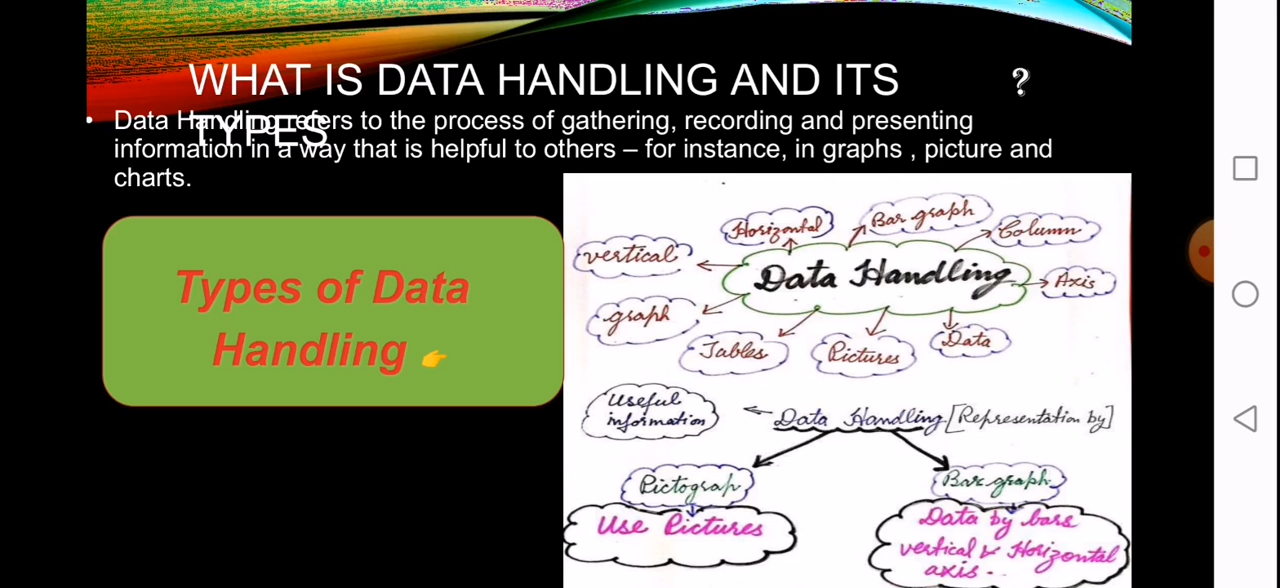 WHAT IS DATA HANDLING AND ITS ?
TYPES
• Data Handling refers to the process of gathering, recording and presenting
information in a way that is helpful to others – for instance, in graphs , picture and
charts.
Types of Data
Handling 👉
Horizontal
Bar graph
Column
vertical
Data Handling
Axis
graph
Tables
Pictures
Data
Useful
information
Data Handling [Representation by]
Pictograph
Bar graph
Use Pictures
Data by bars
vertical & Horizontal
axis.